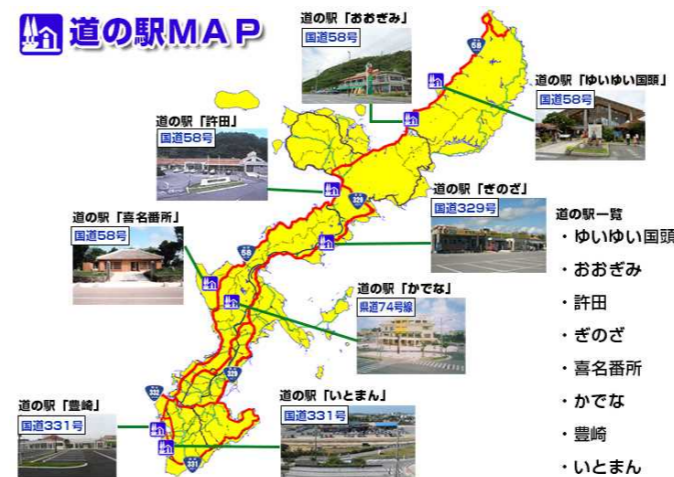 道の駅MAP
道の駅「おおぎみ」
国道58号
58
道の駅「ゆいゆい国頭」
国道58号
道の駅「許田」
国道58号
道の駅「ぎのざ」
国道329号
329
道の駅「喜名番所」
国道58号
58
道の駅「かでな」
県道74号線
329
332
道の駅「豊崎」
国道331号
道の駅「いとまん」
国道331号
331
道の駅一覧
・ゆいゆい国頭
・おおぎみ
・許田
・ぎのざ
・喜名番所
・かでな
・豊崎
・いとまん